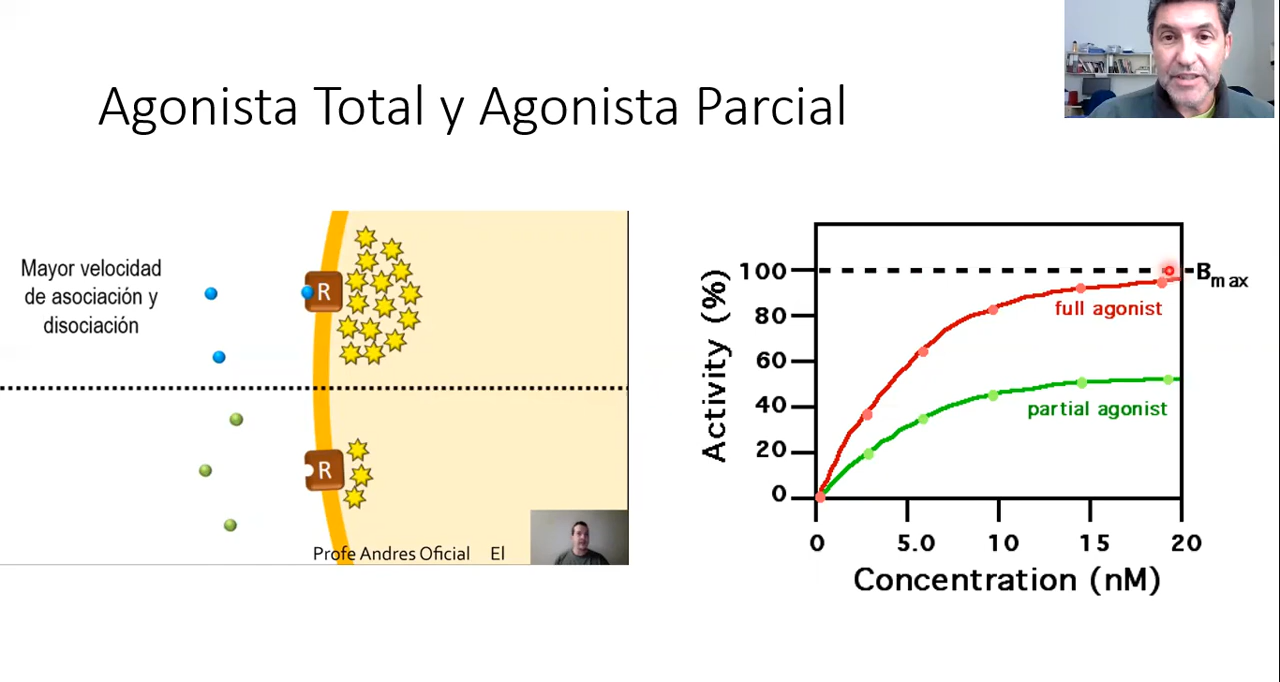 Agonista Total y Agonista Parcial
Mayor velocidad
de asociación y
disociación
R
R
Profe Andres Oficial El
Activity (%)
100
80
60
40
20
0
Bmax
full agonist
partial agonist
0 5.0 10 15 20
Concentration (nM)